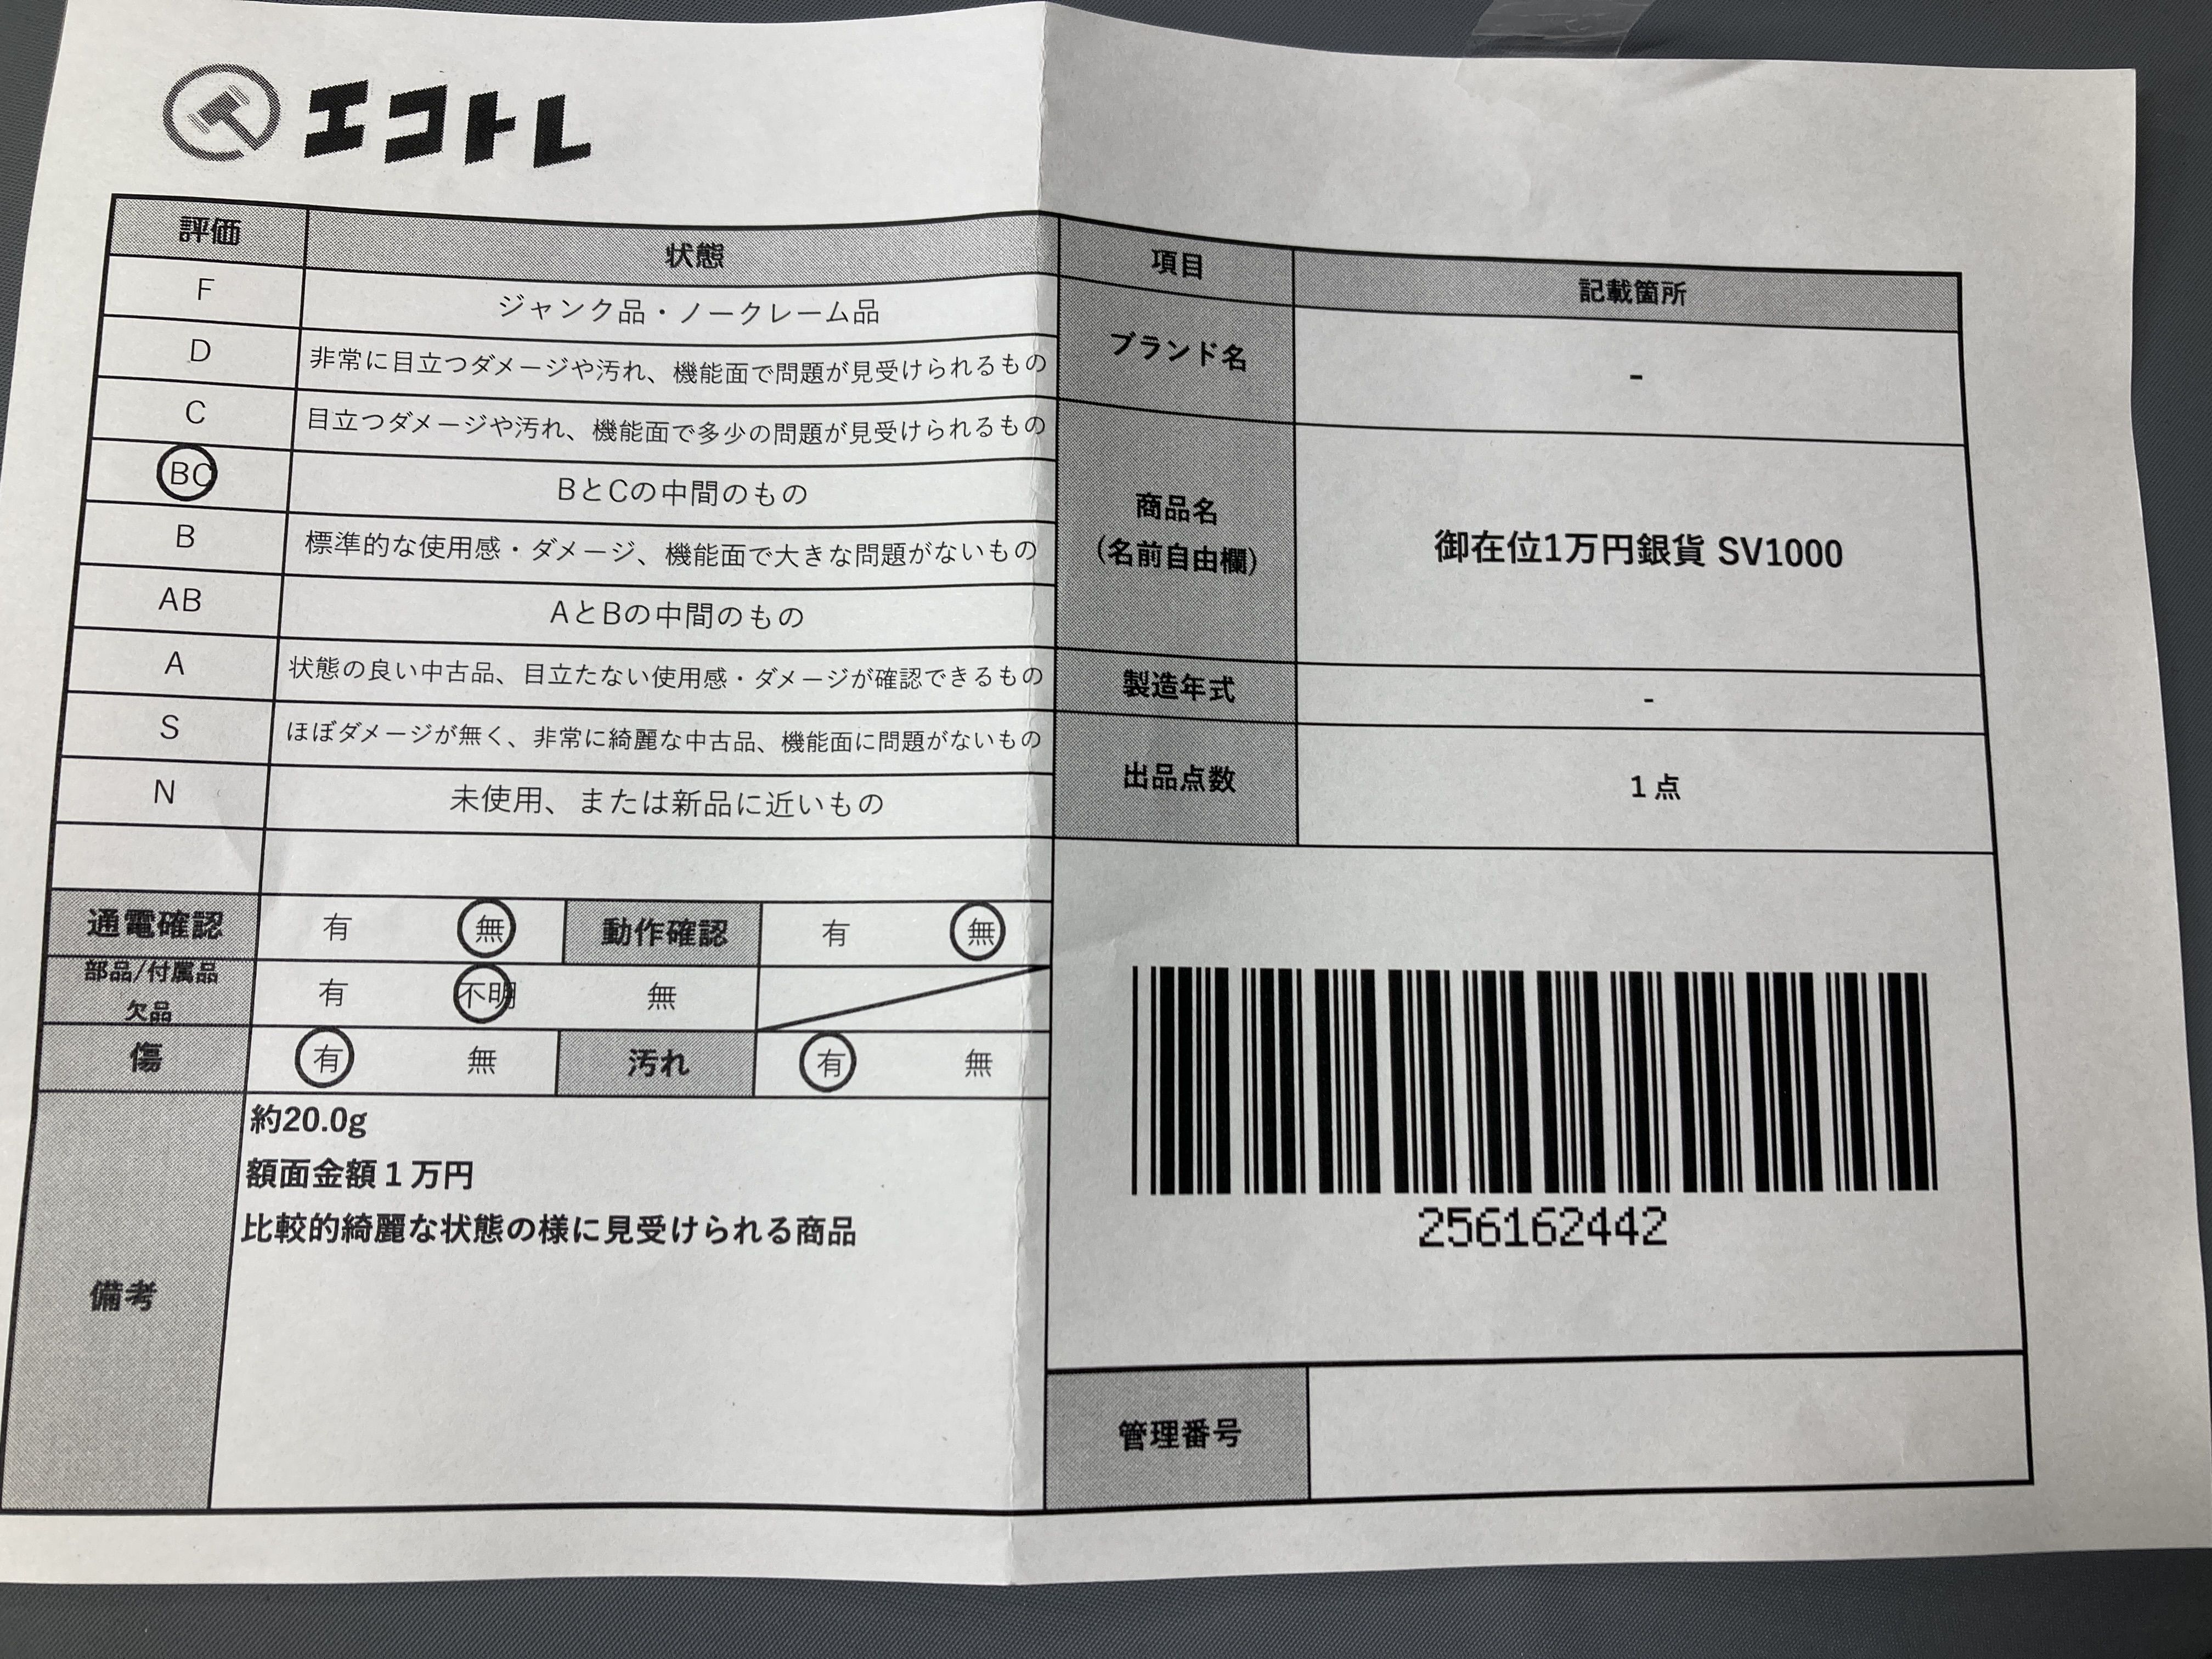 エコトレ
評価 状態
F ジャンク品・ノークレーム品
D 非常に目立つダメージや汚れ、機能面で問題が見受けられるもの
C 目立つダメージや汚れ、機能面で多少の問題が見受けられるもの
BC BとCの中間のもの
B 標準的な使用感・ダメージ、機能面で大きな問題がないもの
AB AとBの中間のもの
A 状態の良い中古品、目立たない使用感・ダメージが確認できるもの
S ほぼダメージが無く、非常に綺麗な中古品、機能面に問題がないもの
N 未使用、または新品に近いもの
通電確認 有 無 動作確認 有 無
部品/付属品
欠品
有 不明 無
傷 有 無 汚れ 有 無
備考
約20.0g
額面金額1万円
比較的綺麗な状態の様に見受けられる商品
項目 記載箇所
ブランド名 -
商品名
(名前自由欄)
御在位1万円銀貨 SV1000
製造年式 -
出品点数 1点
256162442
管理番号